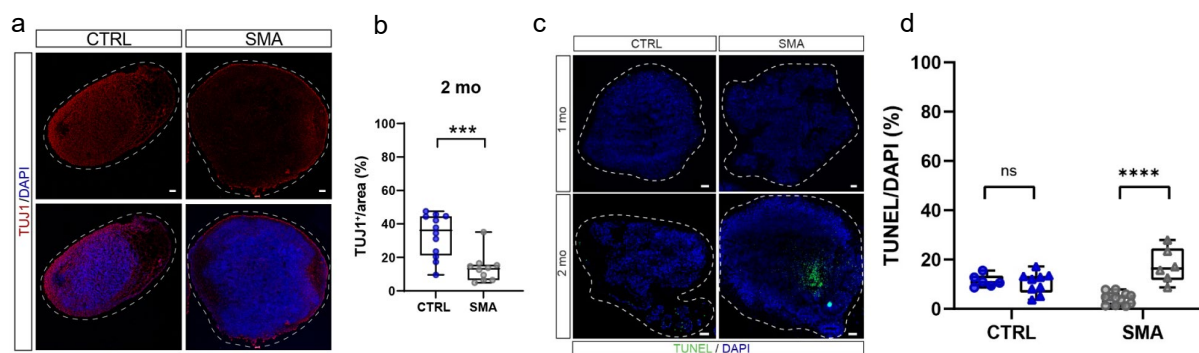 a
CTRL SMA
TUJ1/DAPI
b
2 mo
***
100
80
60
40
20
0
TUJ1⁺/area (%)
CTRL SMA
c
CTRL SMA
1 mo
2 mo
TUNEL / DAPI
d
TUNEL/DAPI (%)
100
80
60
40
20
0
ns
****
CTRL SMA